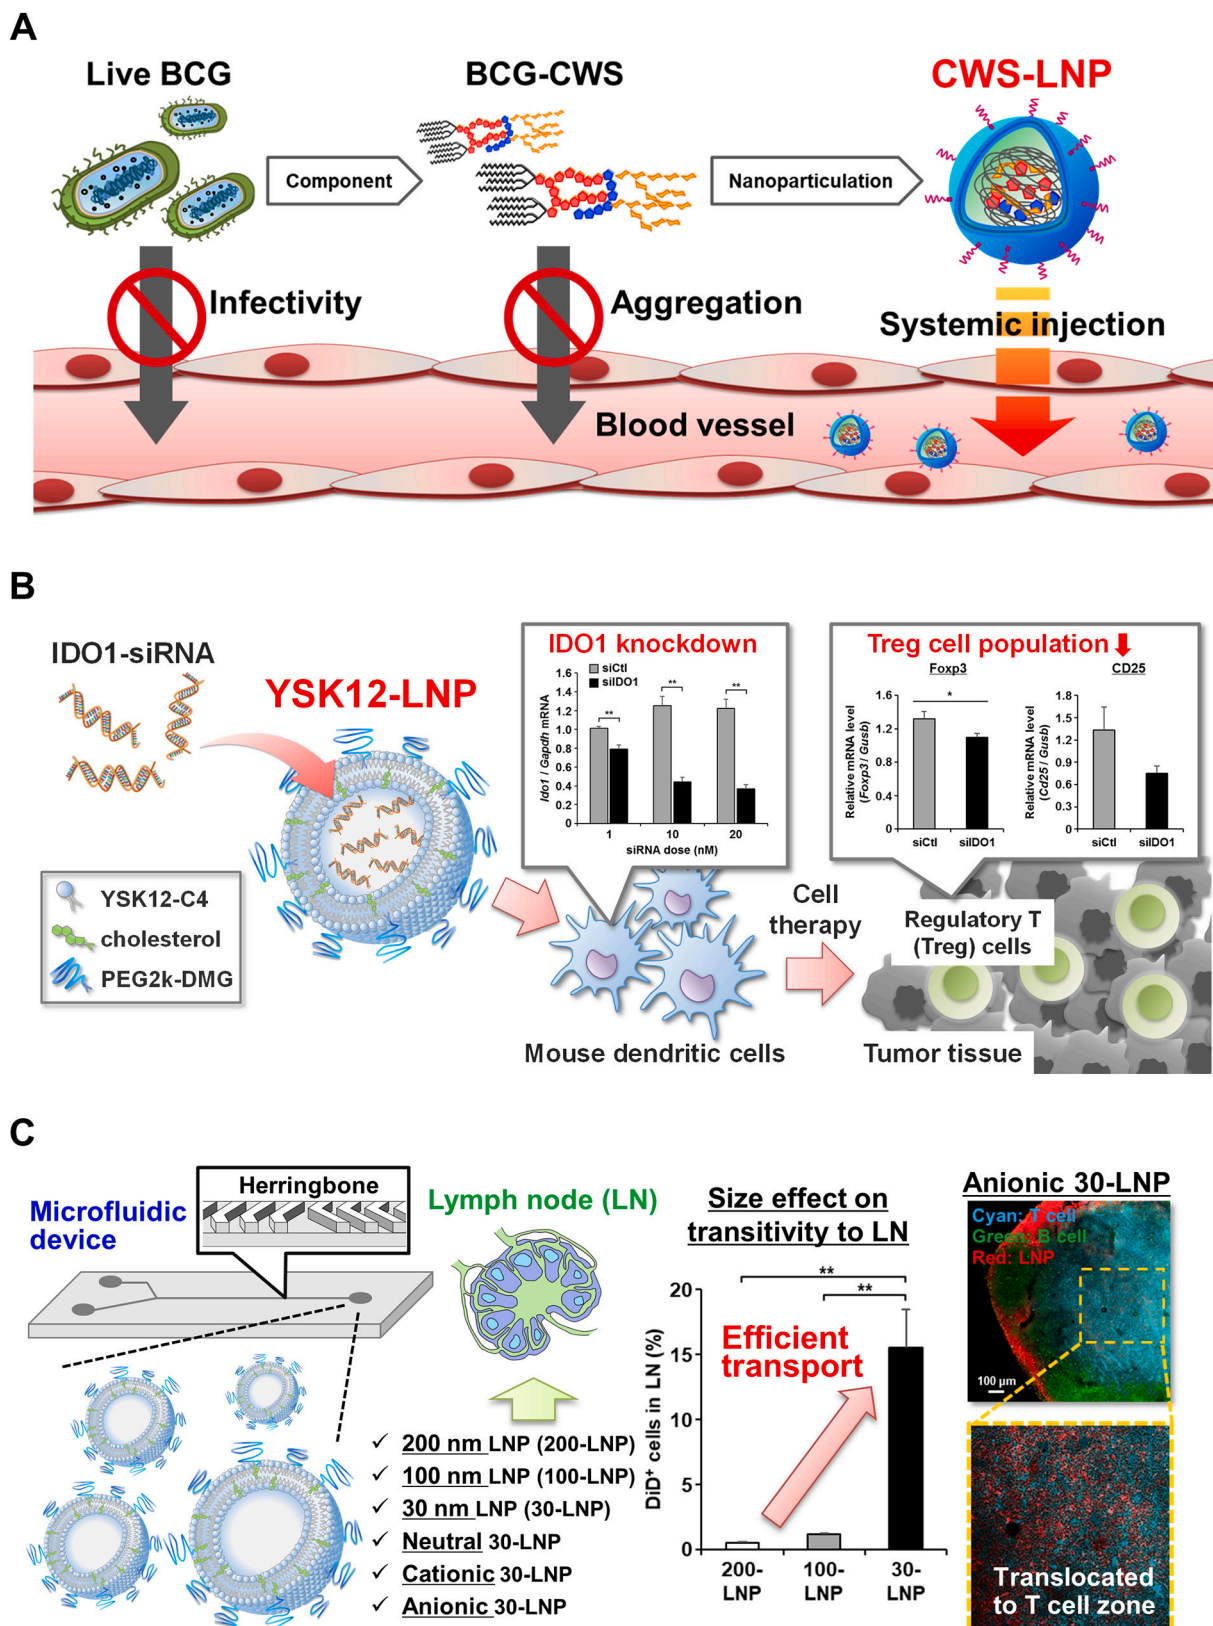 A
Live BCG
BCG-CWS
CWS-LNP
Component
Nanoparticulation
Infectivity
Aggregation
Systemic injection
Blood vessel
B
IDO1-siRNA
YSK12-LNP
YSK12-C4
cholesterol
PEG2k-DMG
IDO1 knockdown
siCtl
siIDO1
Ido1 / Gapdh mRNA
1.6
1.4
1.2
1.0
0.8
0.6
0.4
0.2
0
**
**
**
1
10
20
siRNA dose (nM)
Treg cell population
Foxp3
Relative mRNA level
(Foxp3 / Gusb)
1.6
1.2
0.8
0.4
0
*
siCtl
siIDO1
CD25
Relative mRNA level
(Cd25 / Gusb)
1.8
1.5
1.2
0.9
0.6
0.3
0
siCtl
siIDO1
Cell
therapy
Regulatory T
(Treg) cells
Mouse dendritic cells
Tumor tissue
C
Microfluidic
device
Herringbone
Lymph node (LN)
✓ 200 nm LNP (200-LNP)
✓ 100 nm LNP (100-LNP)
✓ 30 nm LNP (30-LNP)
✓ Neutral 30-LNP
✓ Cationic 30-LNP
✓ Anionic 30-LNP
Size effect on
transitivity to LN
DiD⁺ cells in LN (%)
20
15
10
5
0
**
**
Efficient
transport
200-
LNP
100-
LNP
30-
LNP
Anionic 30-LNP
Cyan: T cell
Green: B cell
Red: LNP
100 µm
Translocated
to T cell zone